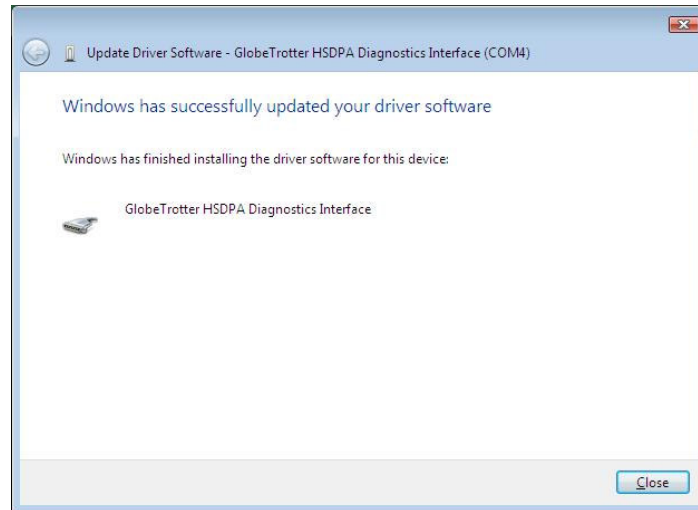 Update Driver Software - GlobeTrotter HSDPA Diagnostics Interface (COM4)
Windows has successfully updated your driver software
Windows has finished installing the driver software for this device:
GlobeTrotter HSDPA Diagnostics Interface
Close